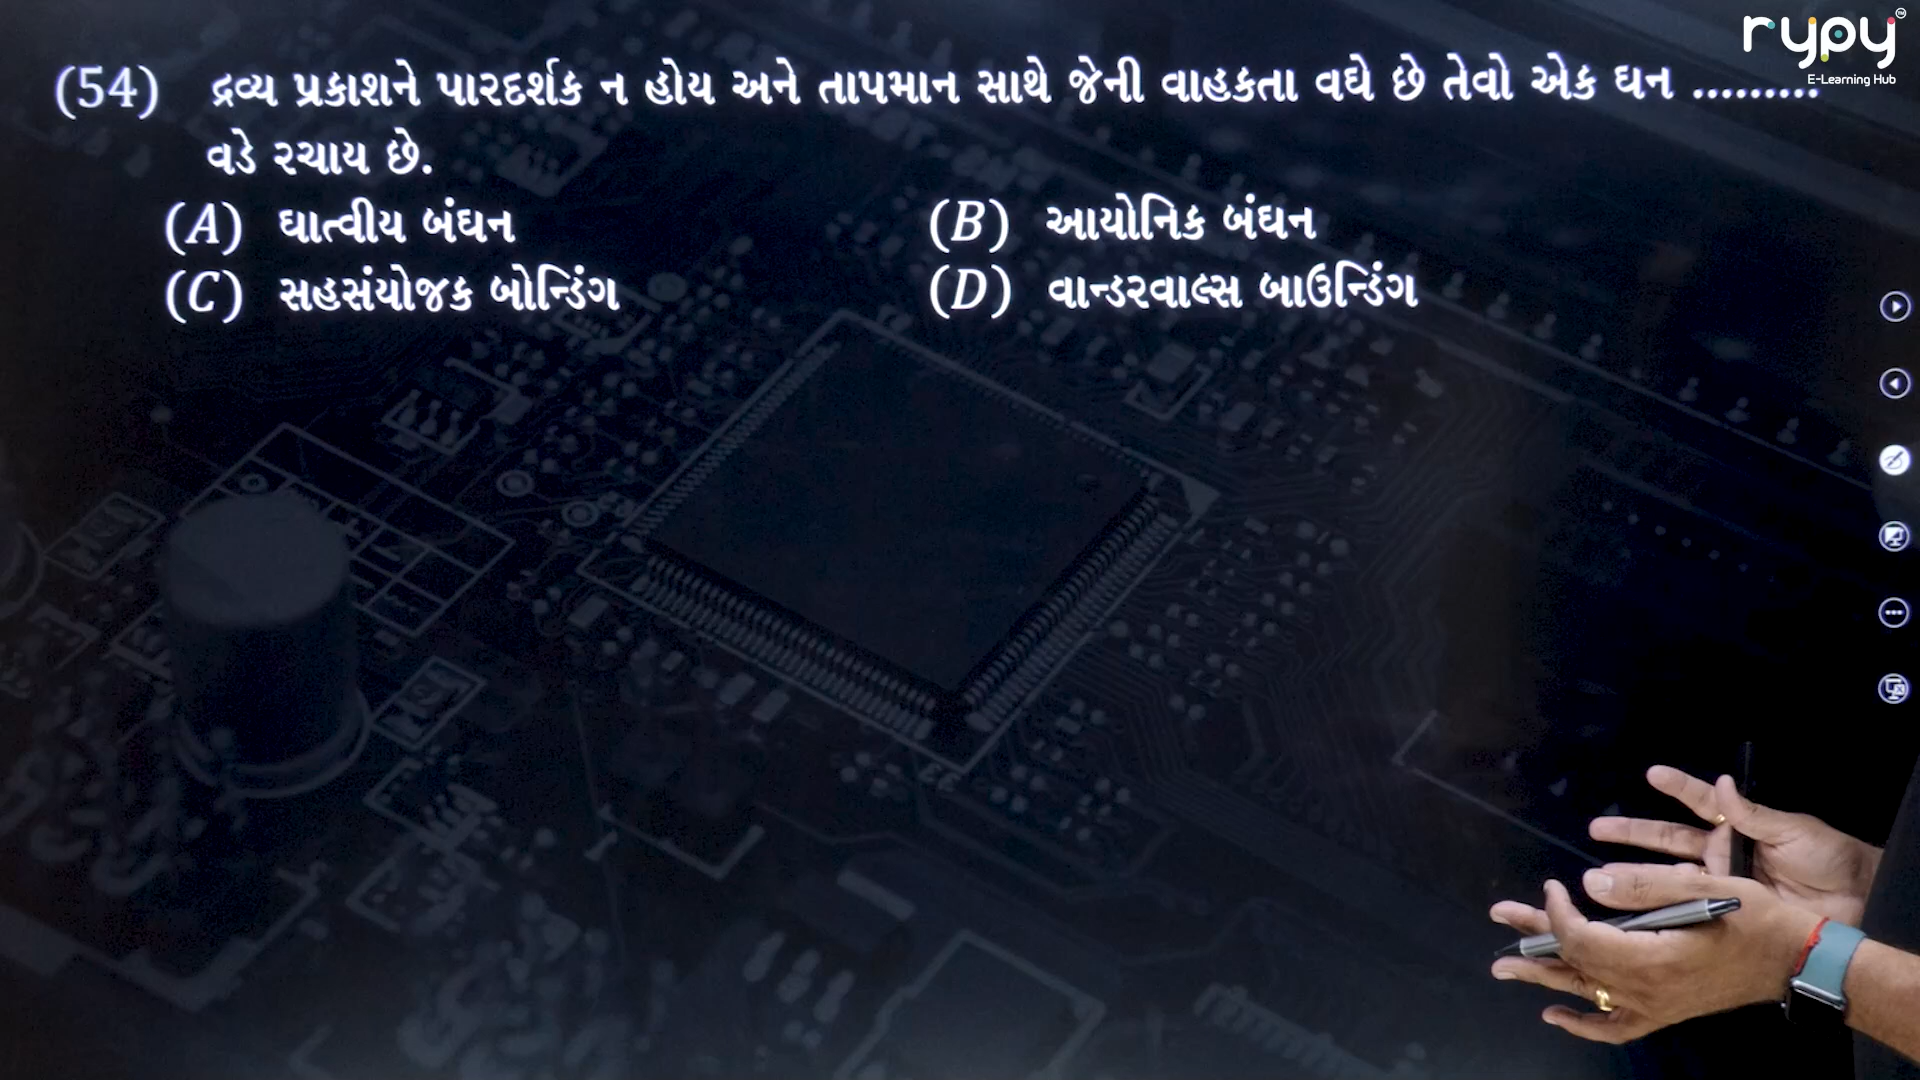 rypy™
E-Learning Hub
(54) દ્રવ્ય પ્રકાશને પારદર્શક ન હોય અને તાપમાન સાથે જેની વાહકતા વધે છે તેવો એક ઘન .........
વડે રચાય છે.
(A) ધાત્વીય બંધન (B) આયોનિક બંધન
(C) સહસંયોજક બોન્ડિંગ (D) વાન્ડરવાલ્સ બાઉન્ડિંગ